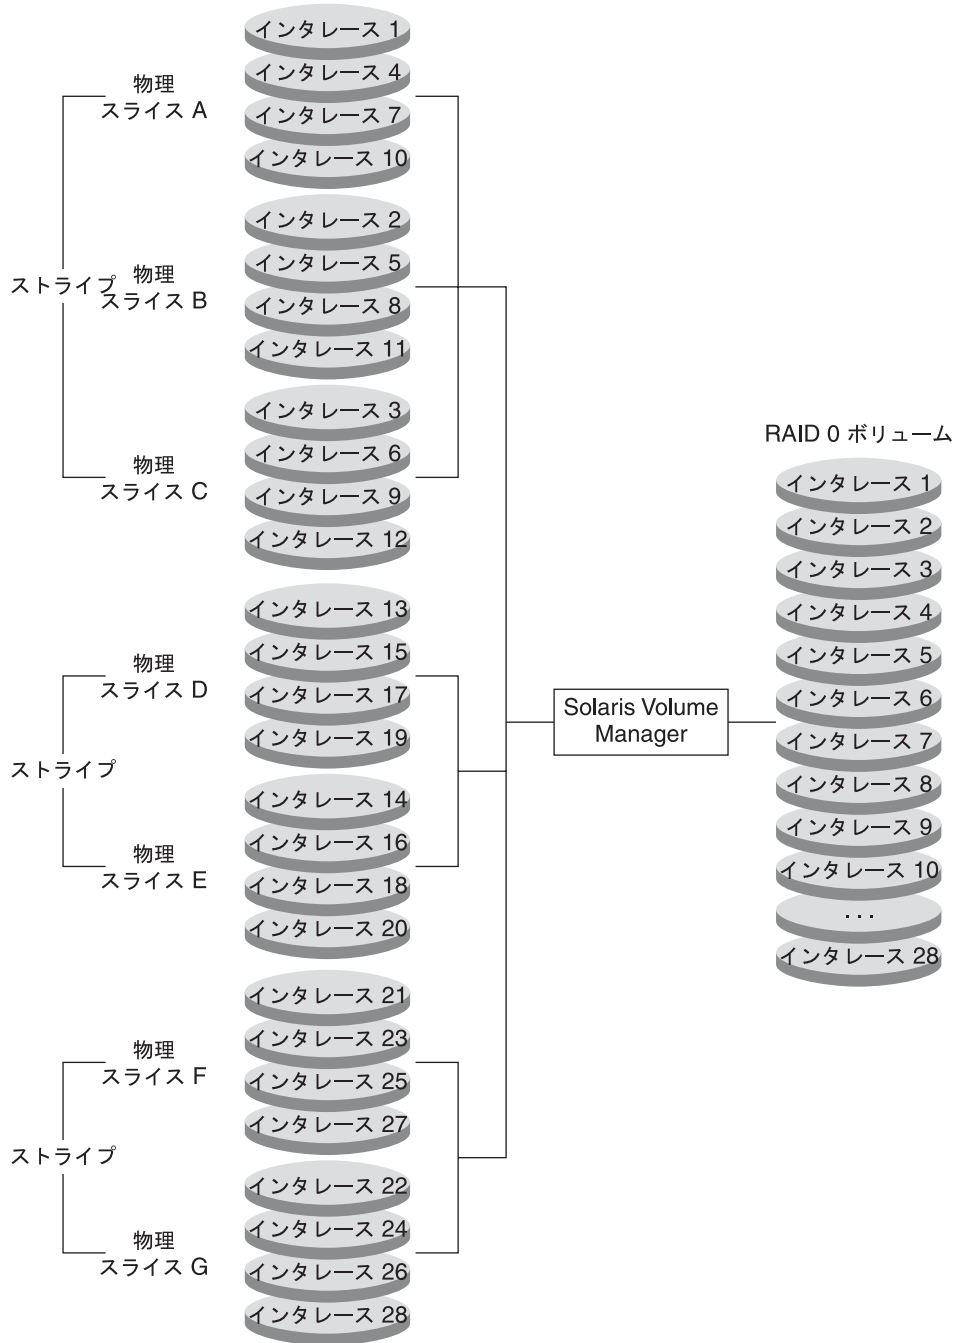 インタレース 1
インタレース 4
インタレース 7
インタレース 10
物理
スライス A
インタレース 2
インタレース 5
インタレース 8
インタレース 11
ストライプ
物理
スライス B
インタレース 3
インタレース 6
インタレース 9
インタレース 12
物理
スライス C
インタレース 13
インタレース 15
インタレース 17
インタレース 19
物理
スライス D
ストライプ
インタレース 14
インタレース 16
インタレース 18
インタレース 20
物理
スライス E
インタレース 21
インタレース 23
インタレース 25
インタレース 27
物理
スライス F
ストライプ
インタレース 22
インタレース 24
インタレース 26
インタレース 28
物理
スライス G
Solaris Volume
Manager
RAID 0 ボリューム
インタレース 1
インタレース 2
インタレース 3
インタレース 4
インタレース 5
インタレース 6
インタレース 7
インタレース 8
インタレース 9
インタレース 10
...
インタレース 28